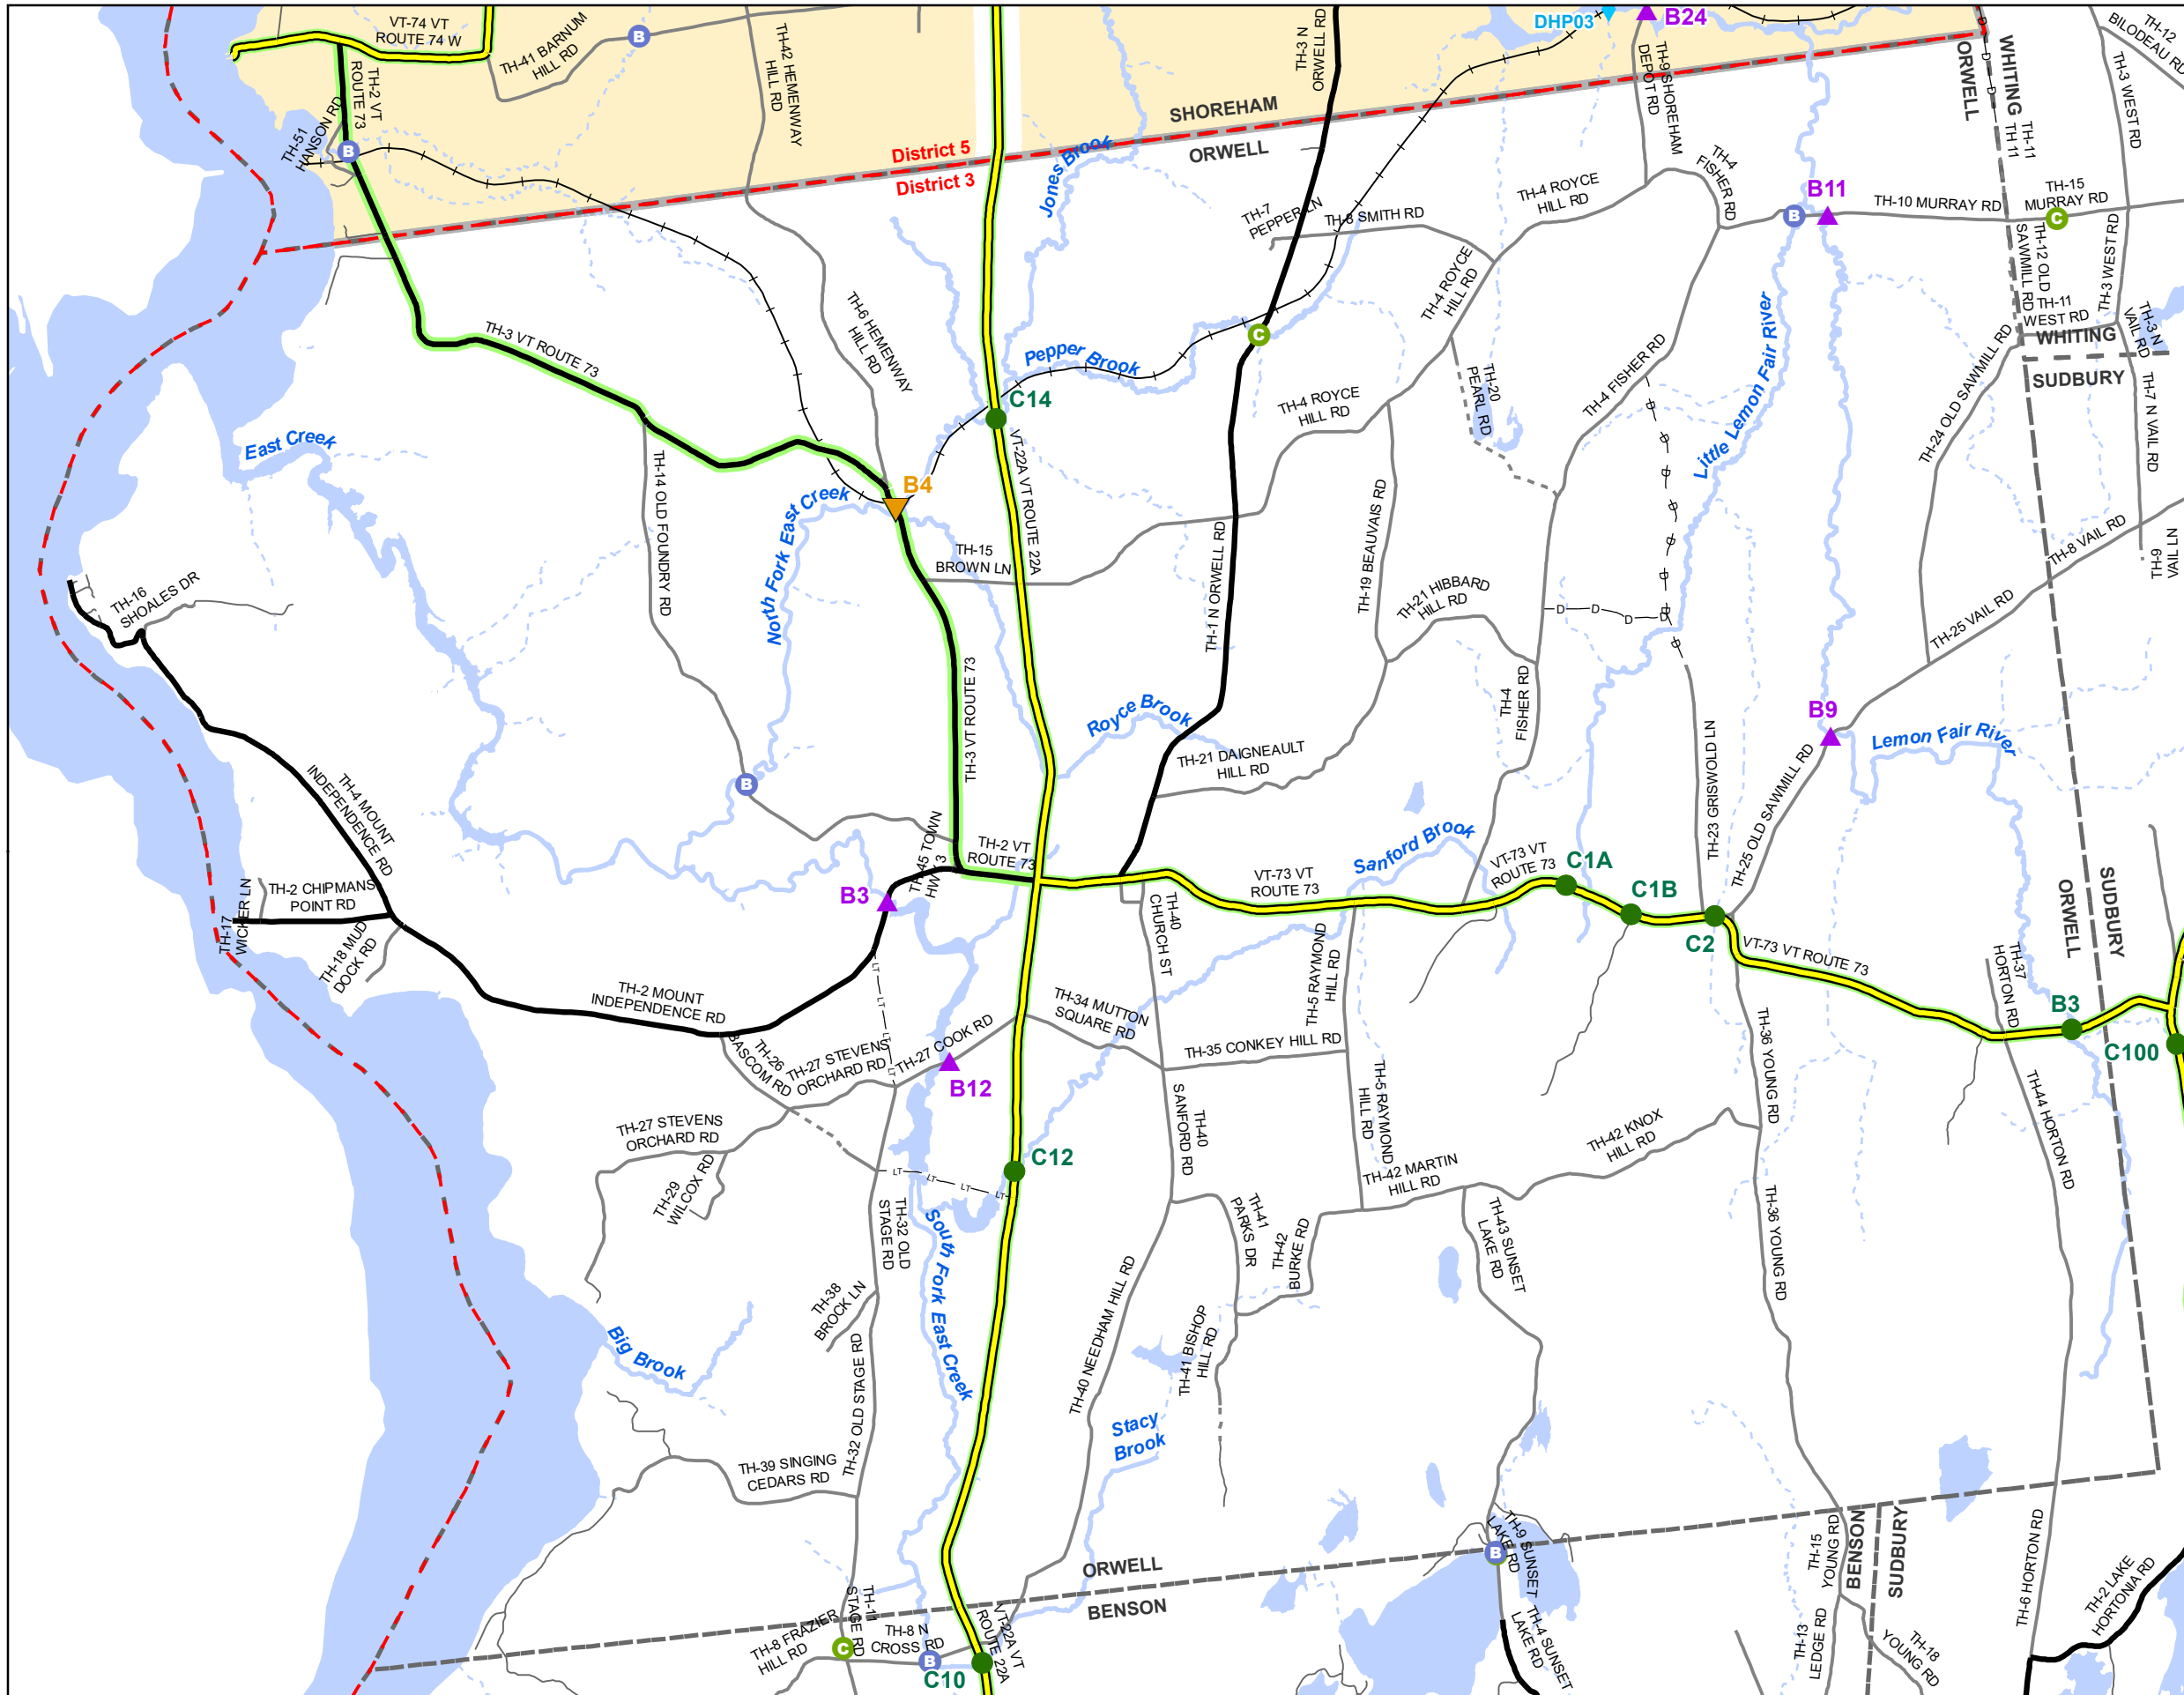 VT-74 VT
ROUTE 74 W
TH-41 BARNUM
HILL RD
B
TH-42 HEMENWAY
HILL RD
TH-3 N
ORWELL RD
DHP03
B24
TH-9 SHOREHAM
DEPOT RD
WHITING
ORWELL
TH-12
BILODEAU RD
TH-3 WEST RD
TH-2 VT
ROUTE 73
TH-51
HANSON RD
B
SHOREHAM
ORWELL
District 5
District 3
Jones Brook
TH-11
TH 11
TH-4
FISHER RD
TH-4 ROYCE
HILL RD
B11
B
TH-10 MURRAY RD
TH-15
MURRAY RD
C
TH-7
PEPPER LN
TH-8 SMITH RD
TH-12 OLD
SAWMILL RD
TH-3 WEST RD
TH-11
WEST RD
TH-3 N
VAIL RD
WHITING
SUDBURY
TH-4 ROYCE
HILL RD
TH-6 HEMENWAY
HILL RD
TH-3 VT ROUTE 73
Pepper Brook
C
Little Lemon Fair River
TH-4 FISHER RD
TH-24 OLD SAWMILL RD
TH-7 N VAIL RD
TH-20
PEARL RD
C14
TH-4 ROYCE
HILL RD
East Creek
VT-22A VT ROUTE 22A
B4
North Fork East Creek
TH-14 OLD FOUNDRY RD
TH-15
BROWN LN
TH-1 N ORWELL RD
TH-19 BEAUVAIS RD
TH-21 HIBBARD
HILL RD
D
D
D
D
TH-8 VAIL RD
TH-9
VAIL LN
TH-25 VAIL RD
TH-16
SHOALES DR
TH-4
FISHER RD
TH-3 VT ROUTE 73
Royce Brook
B9
Lemon Fair River
TH-21 DAIGNEAULT
HILL RD
TH-23 GRISWOLD LN
TH-25 OLD SAWMILL RD
B
TH-4 MOUNT
INDEPENDENCE RD
TH-45 TOWN
HWY 3
TH-2 VT
ROUTE 73
Sanford Brook
VT-73 VT
ROUTE 73
VT-73 VT
ROUTE 73
C1A
C1B
C2
B3
TH-2 CHIPMANS
POINT RD
TH-17
WICHER LN
TH-18 MUD
DOCK RD
TH-40
CHURCH ST
TH-5 RAYMOND
HILL RD
VT-73 VT ROUTE 73
TH-37
HORTON RD
ORWELL
SUDBURY
B3
C100
TH-2 MOUNT
INDEPENDENCE RD
LT
LT
LT
TH-34 MUTTON
SQUARE RD
TH-35 CONKEY HILL RD
TH-26
BASCOM RD
TH-27 STEVENS
ORCHARD RD
TH-27 COOK RD
B12
TH-36 YOUNG RD
TH-44 HORTON RD
TH-27 STEVENS
ORCHARD RD
TH-40
SANFORD RD
TH-5 RAYMOND
HILL RD
TH-42 KNOX
HILL RD
TH-29
WILCOX RD
C12
LT
LT
LT
LT
TH-42 MARTIN
HILL RD
TH-32 OLD
STAGE RD
South Fork East Creek
TH-41
PARKS DR
TH-42
BURKE RD
TH-43 SUNSET
LAKE RD
TH-36 YOUNG RD
TH-38
BROCK LN
TH-40 NEEDHAM HILL RD
TH-41 BISHOP
HILL RD
Big Brook
TH-32 OLD STAGE RD
Stacy
Brook
TH-39 SINGING
CEDARS RD
ORWELL
BENSON
B
TH-9 SUNSET
LAKE RD
TH-15
YOUNG RD
BENSON
SUDBURY
TH-6 HORTON RD
TH-2 LAKE
HORTONIA RD
TH-8 FRAZIER
HILL RD
TH-11
STAGE RD
C
TH-8 N
CROSS RD
B
C10
VT-22A VT
ROUTE 22A
TH-4 SUNSET
LAKE RD
TH-13
LEDGE RD
TH-18
YOUNG RD